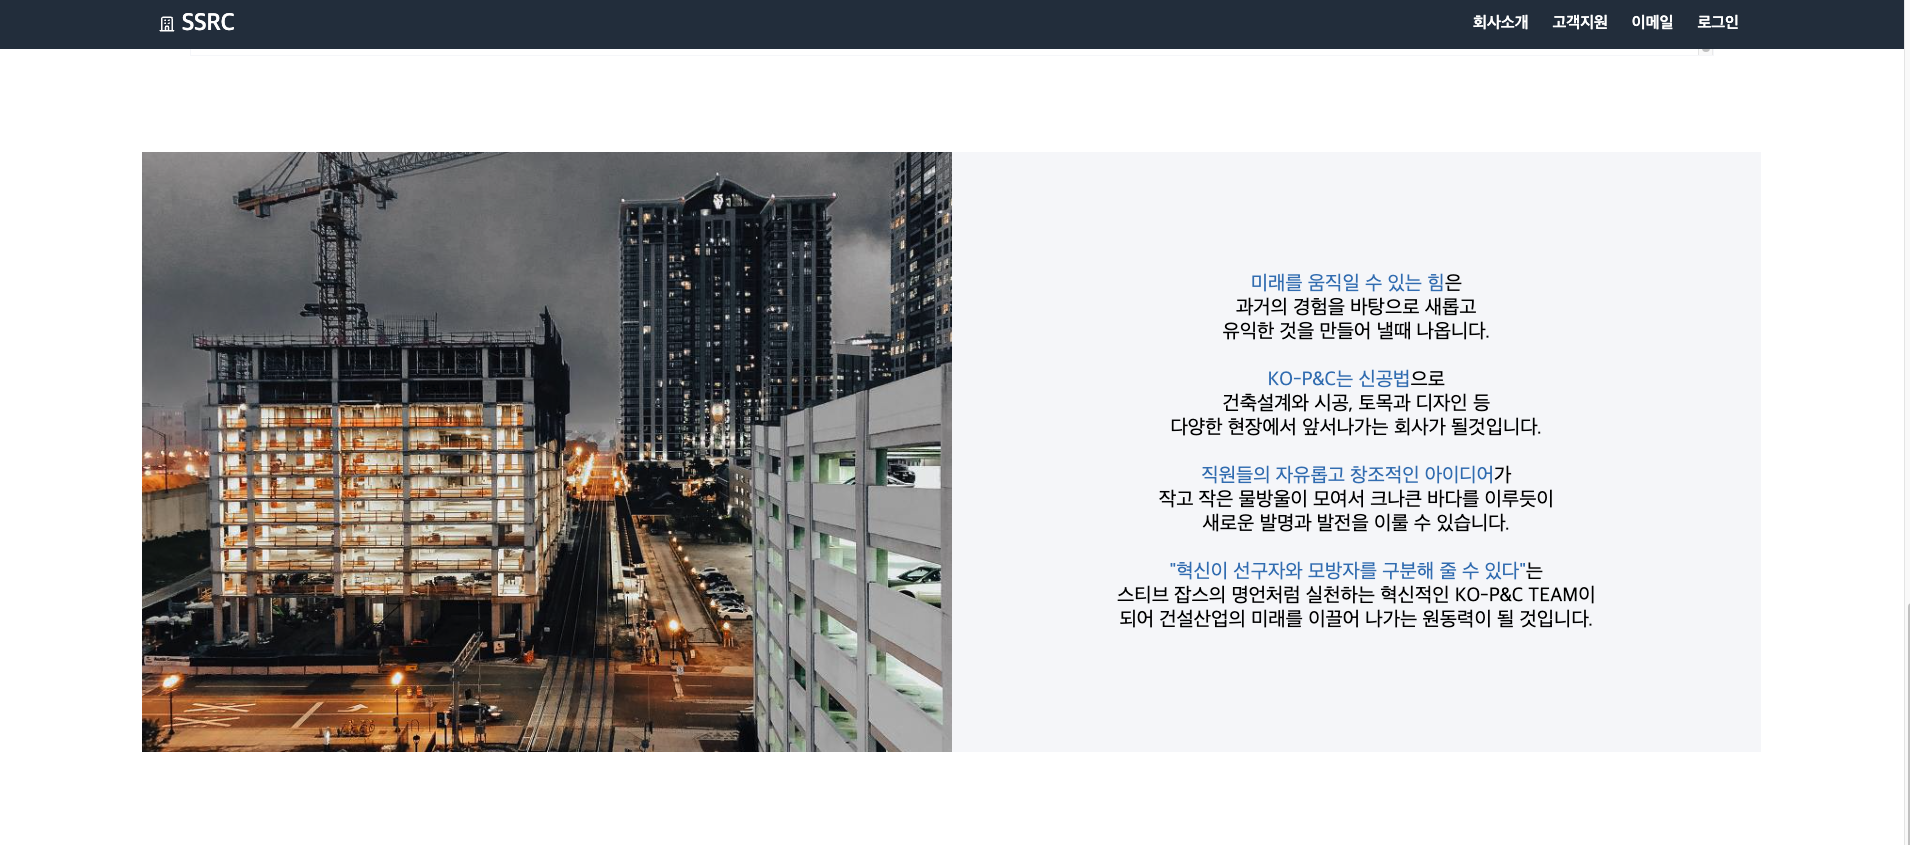 SSRC
회사소개 고객지원 이메일 로그인
미래를 움직일 수 있는 힘은
과거의 경험을 바탕으로 새롭고
유익한 것을 만들어 낼때 나옵니다.
KO-P&C는 신공법으로
건축설계와 시공, 토목과 디자인 등
다양한 현장에서 앞서나가는 회사가 될것입니다.
직원들의 자유롭고 창조적인 아이디어가
작고 작은 물방울이 모여서 크나큰 바다를 이루듯이
새로운 발명과 발전을 이룰 수 있습니다.
"혁신이 선구자와 모방자를 구분해 줄 수 있다"는
스티브 잡스의 명언처럼 실천하는 혁신적인 KO-P&C TEAM이
되어 건설산업의 미래를 이끌어 나가는 원동력이 될 것입니다.